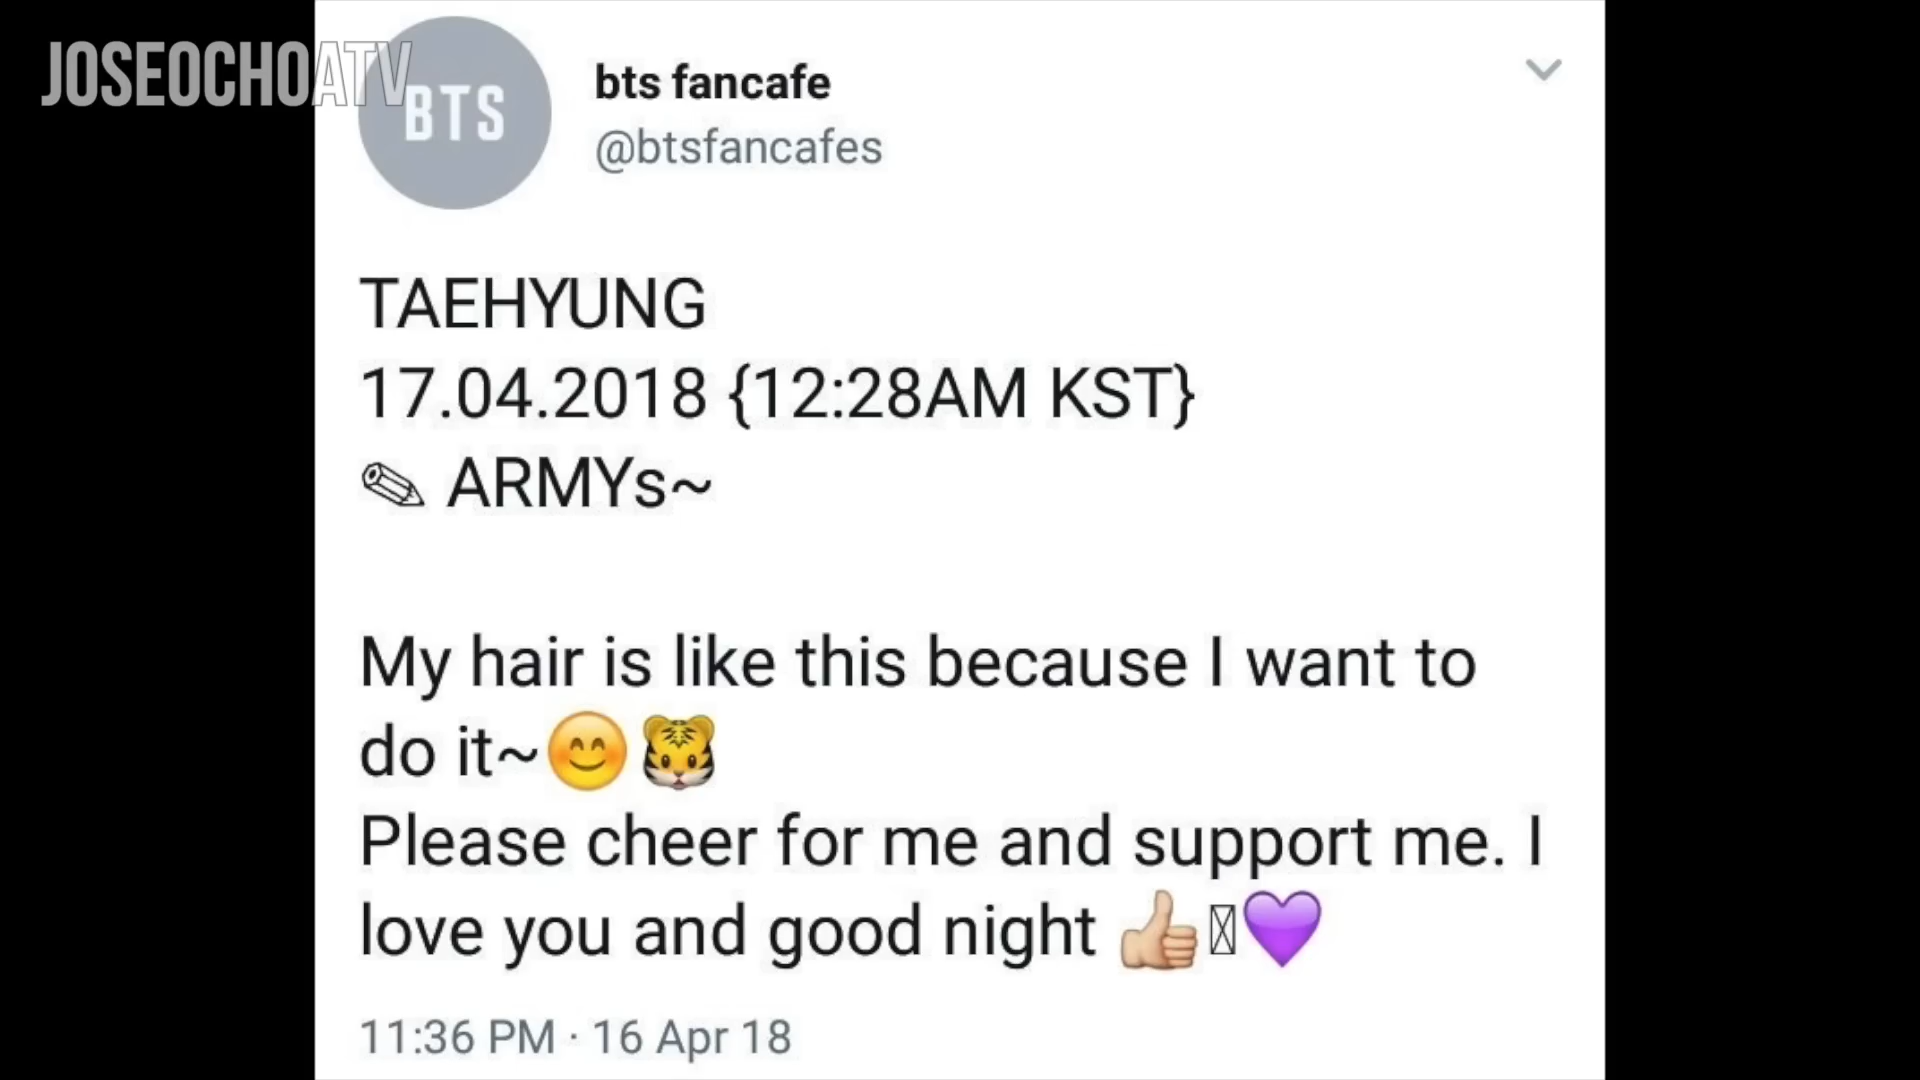 JOSEOCHOATV
BTS
bts fancafe
@btsfancafes
TAEHYUNG
17.04.2018 {12:28AM KST}
✎ ARMYs~
My hair is like this because I want to
do it~😊🐯
Please cheer for me and support me. I
love you and good night 👍🏼💜
11:36 PM · 16 Apr 18